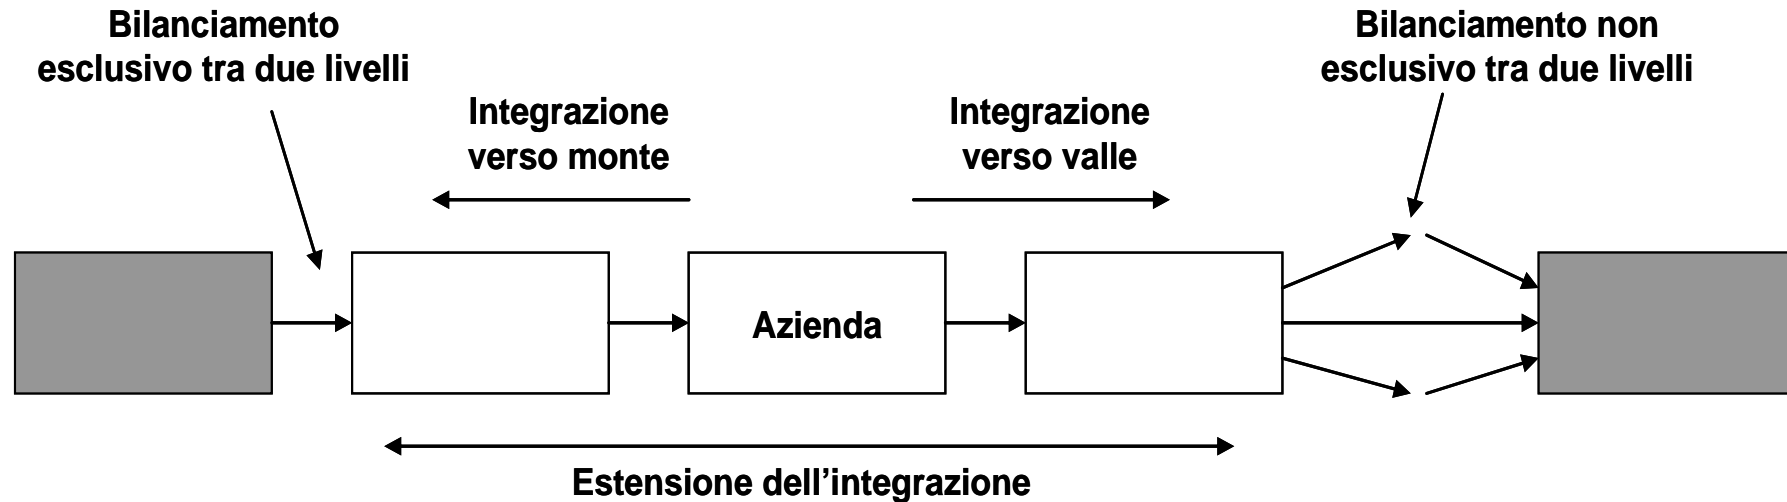 Bilanciamento
esclusivo tra due livelli
Bilanciamento non
esclusivo tra due livelli
Integrazione
verso monte
Integrazione
verso valle
Azienda
Estensione dell’integrazione